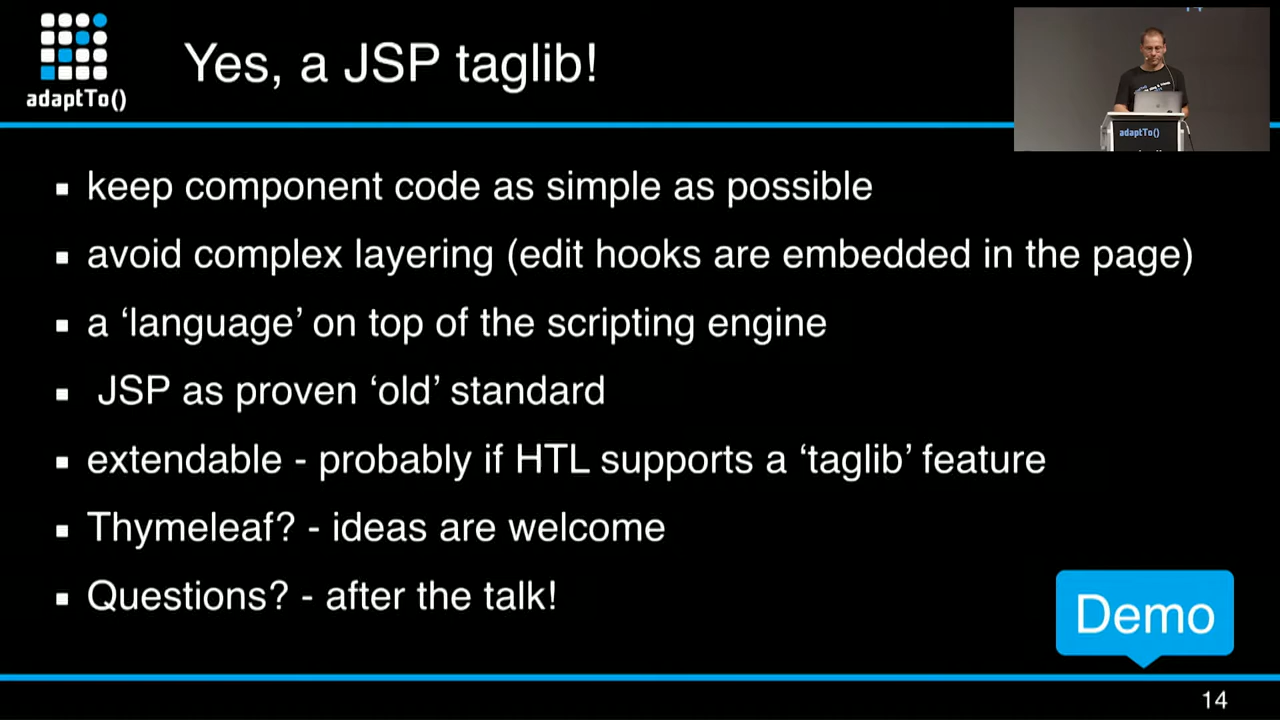 adaptTo()
Yes, a JSP taglib!
adaptTo()
keep component code as simple as possible
avoid complex layering (edit hooks are embedded in the page)
a ‘language’ on top of the scripting engine
JSP as proven ‘old’ standard
extendable - probably if HTL supports a ‘taglib’ feature
Thymeleaf? - ideas are welcome
Questions? - after the talk!
Demo
14